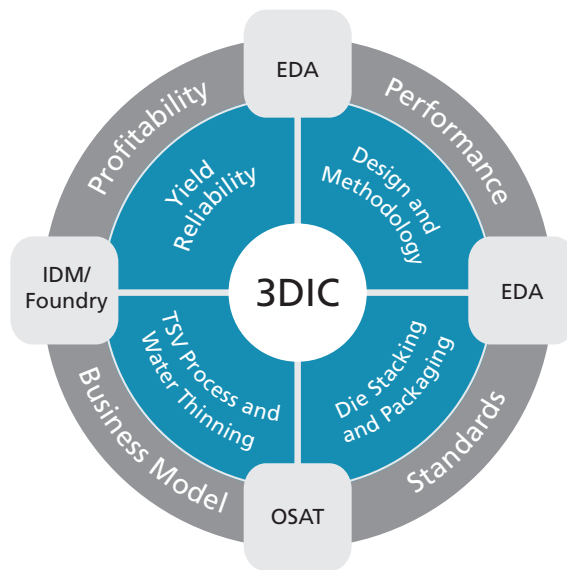 EDA
Profitability
Performance
Yield
Reliability
Design and
Methodology
IDM/
Foundry
3DIC
EDA
TSV Process and
Water Thinning
Die Stacking
and Packaging
Business Model
Standards
OSAT